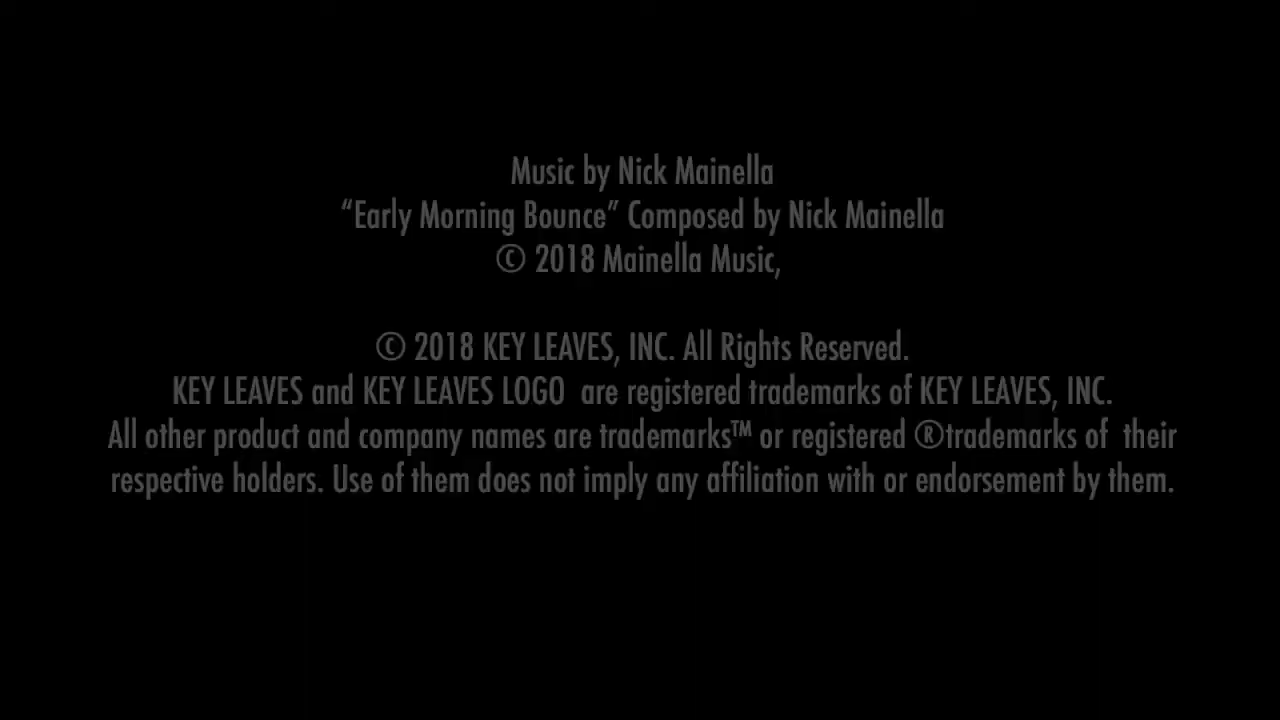 Music by Nick Mainella
“Early Morning Bounce” Composed by Nick Mainella
© 2018 Mainella Music,
© 2018 KEY LEAVES, INC. All Rights Reserved.
KEY LEAVES and KEY LEAVES LOGO  are registered trademarks of KEY LEAVES, INC.
All other product and company names are trademarks™ or registered ®trademarks of  their
respective holders. Use of them does not imply any affiliation with or endorsement by them.